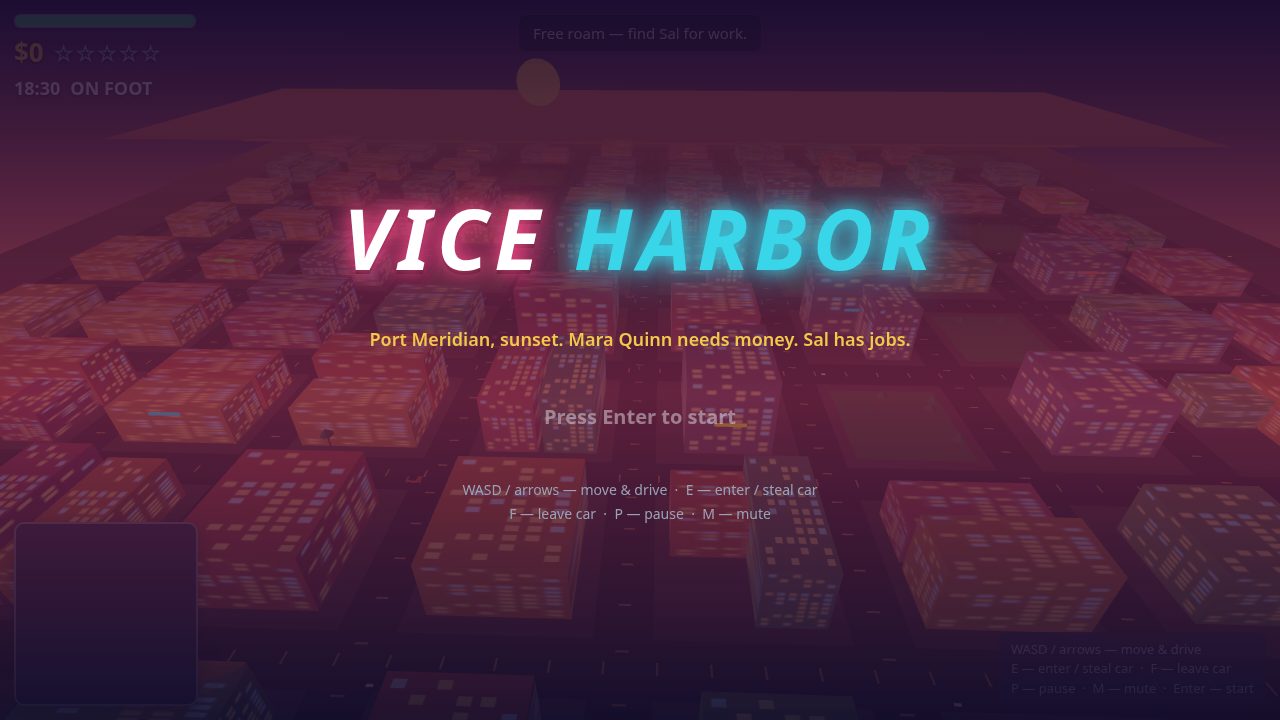 $0 ☆☆☆☆☆
18:30 ON FOOT
Free roam — find Sal for work.
VICE HARBOR
Port Meridian, sunset. Mara Quinn needs money. Sal has jobs.
Press Enter to start
WASD / arrows — move & drive · E — enter / steal car
F — leave car · P — pause · M — mute
WASD / arrows — move & drive
E — enter / steal car · F — leave car
P — pause · M — mute · Enter — start